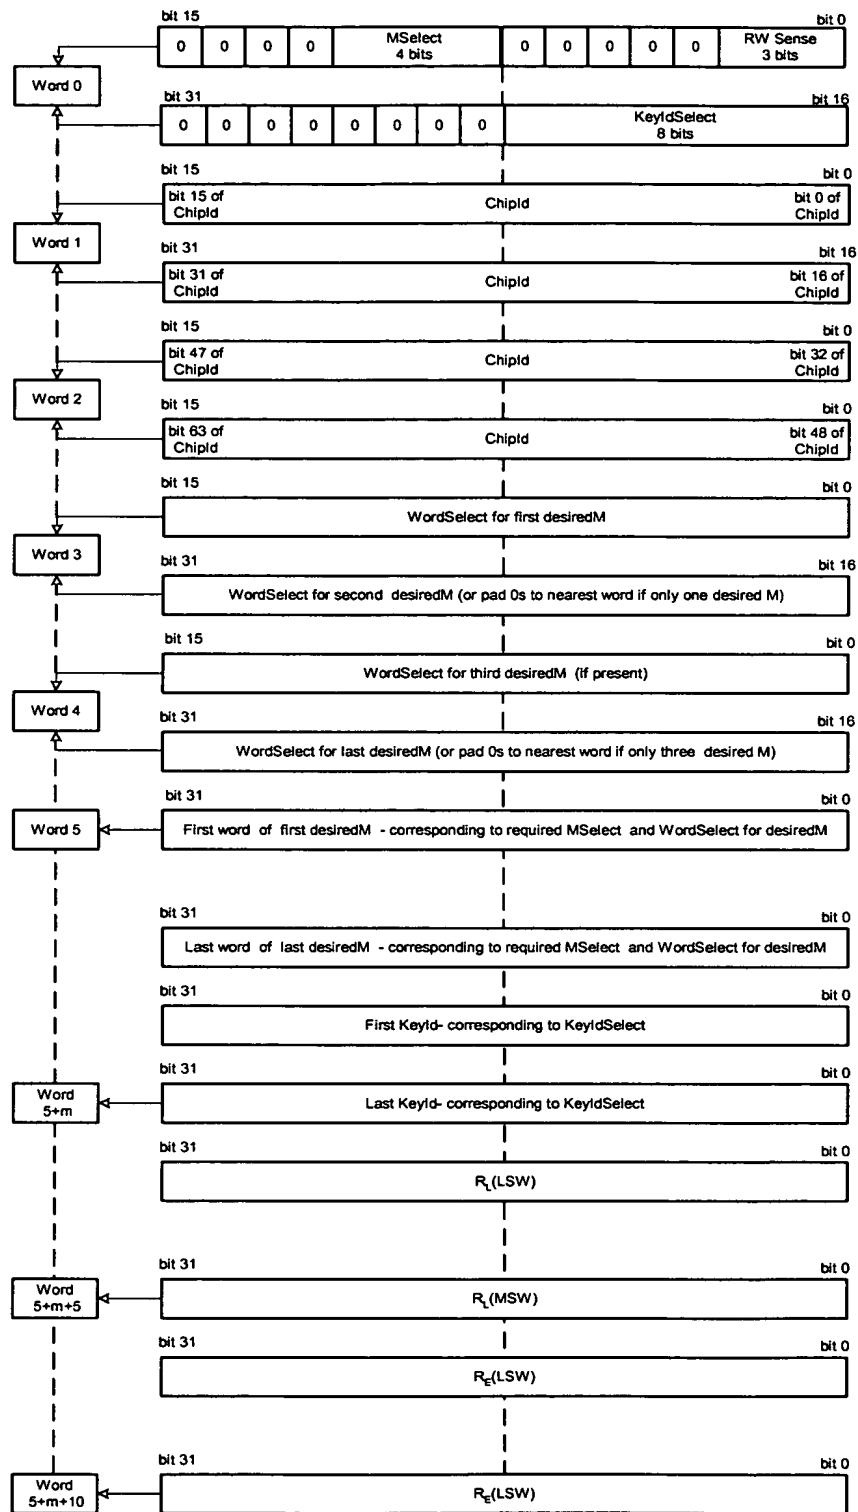 bit 15
bit 0
0 0 0 0 MSelect 4 bits 0 0 0 0 0 RW Sense 3 bits
Word 0
bit 31
bit 16
0 0 0 0 0 0 0 0 KeyIdSelect 8 bits
bit 15
bit 0
bit 15 of ChipId
ChipId
bit 0 of ChipId
Word 1
bit 31
bit 16
bit 31 of ChipId
ChipId
bit 16 of ChipId
bit 15
bit 0
bit 47 of ChipId
ChipId
bit 32 of ChipId
Word 2
bit 15
bit 0
bit 63 of ChipId
ChipId
bit 48 of ChipId
bit 15
bit 0
WordSelect for first desiredM
Word 3
bit 31
bit 16
WordSelect for second desiredM (or pad 0s to nearest word if only one desired M)
bit 15
bit 0
WordSelect for third desiredM (if present)
Word 4
bit 31
bit 16
WordSelect for last desiredM (or pad 0s to nearest word if only three desired M)
bit 31
bit 0
Word 5
First word of first desiredM - corresponding to required MSelect and WordSelect for desiredM
bit 31
bit 0
Last word of last desiredM - corresponding to required MSelect and WordSelect for desiredM
bit 31
bit 0
First KeyId- corresponding to KeyIdSelect
bit 31
bit 0
Word 5+m
Last KeyId- corresponding to KeyIdSelect
bit 31
bit 0
RL(LSW)
bit 31
bit 0
Word 5+m+5
RL(MSW)
bit 31
bit 0
RE(LSW)
bit 31
bit 0
Word 5+m+10
RE(LSW)